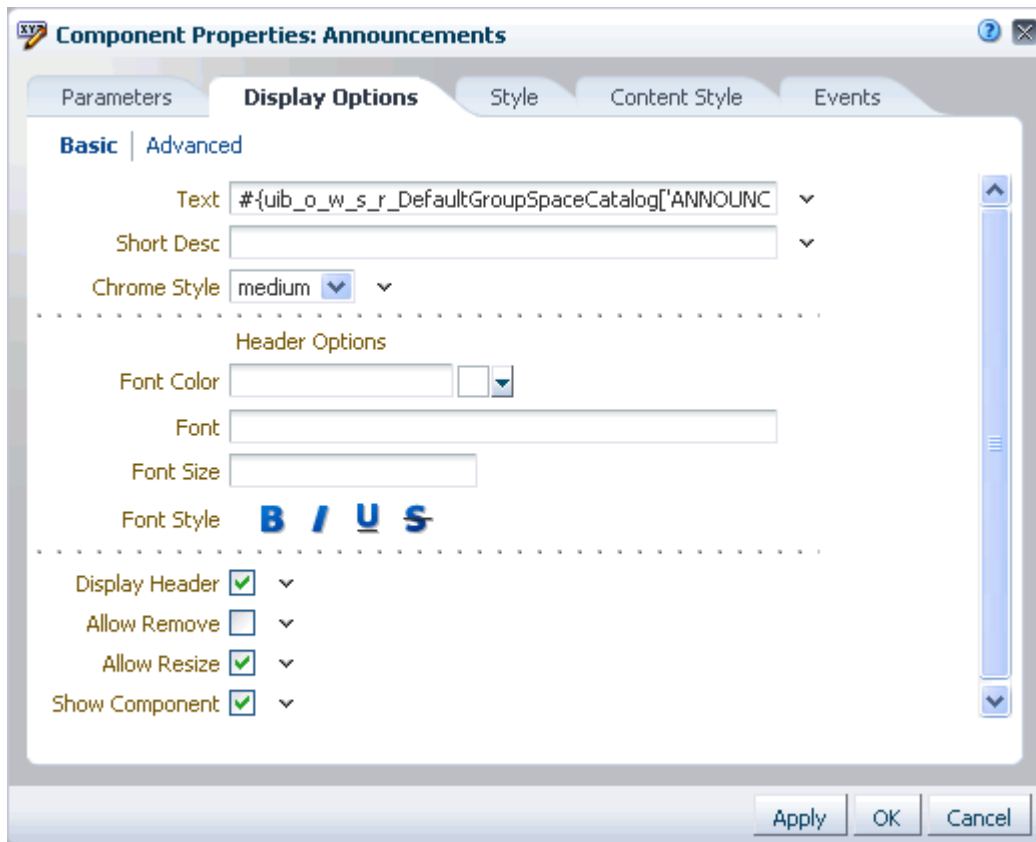 Component Properties: Announcements
Parameters Display Options Style Content Style Events
Basic Advanced
Text #{uib_o_w_s_r_DefaultGroupSpaceCatalog['ANNOUNC
Short Desc
Chrome Style medium
Header Options
Font Color
Font
Font Size
Font Style B I U S
Display Header
Allow Remove
Allow Resize
Show Component
Apply OK Cancel